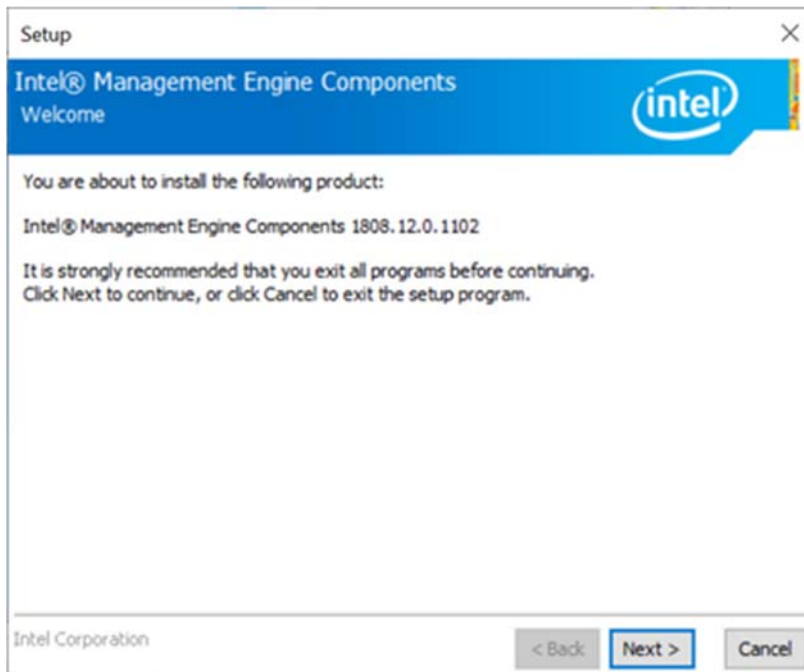 Setup
Intel® Management Engine Components
Welcome
intel
You are about to install the following product:
Intel® Management Engine Components 1808.12.0.1102
It is strongly recommended that you exit all programs before continuing.
Click Next to continue, or click Cancel to exit the setup program.
Intel Corporation
< Back Next > Cancel